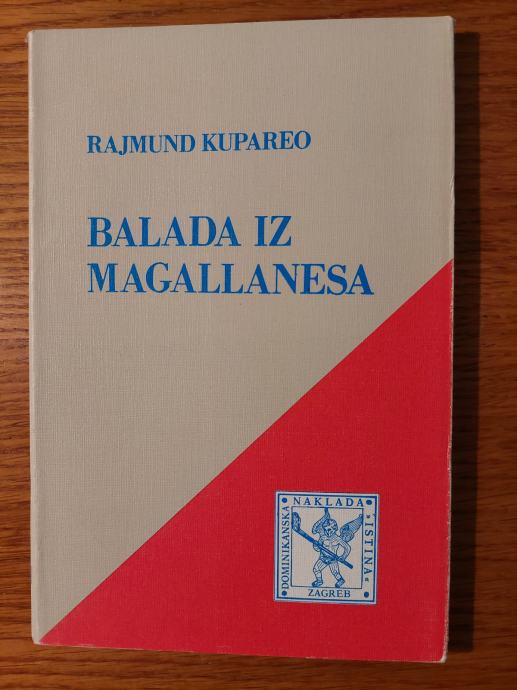 RAJMUND KUPAREO
BALADA IZ
MAGALLANESA
DOMINIKANSKA
NAKLADA
»ISTINA«
ZAGREB